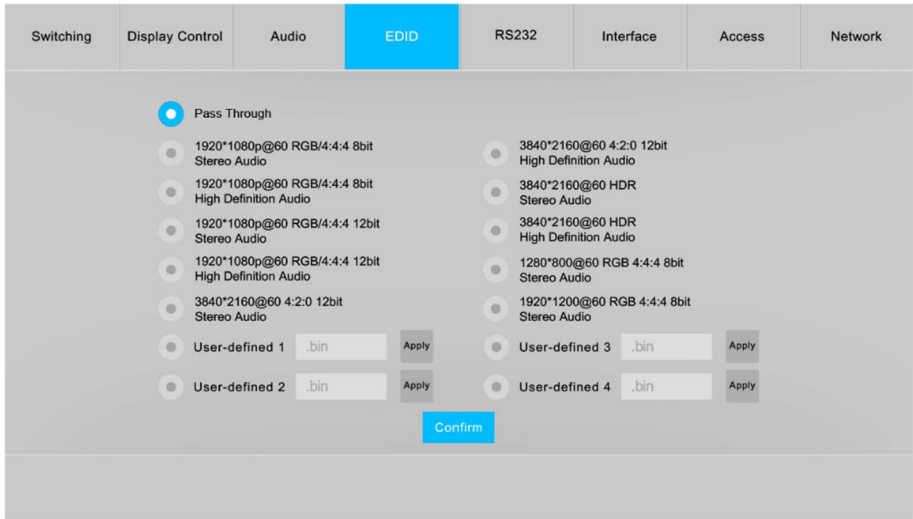 Switching
Display Control
Audio
EDID
RS232
Interface
Access
Network
Pass Through
1920*1080p@60 RGB/4:4:4 8bit
Stereo Audio
1920*1080p@60 RGB/4:4:4 8bit
High Definition Audio
1920*1080p@60 RGB/4:4:4 12bit
Stereo Audio
1920*1080p@60 RGB/4:4:4 12bit
High Definition Audio
3840*2160@60 4:2:0 12bit
Stereo Audio
User-defined 1 .bin Apply
User-defined 2 .bin Apply
3840*2160@60 4:2:0 12bit
High Definition Audio
3840*2160@60 HDR
Stereo Audio
3840*2160@60 HDR
High Definition Audio
1280*800@60 RGB 4:4:4 8bit
Stereo Audio
1920*1200@60 RGB 4:4:4 8bit
Stereo Audio
User-defined 3 .bin Apply
User-defined 4 .bin Apply
Confirm